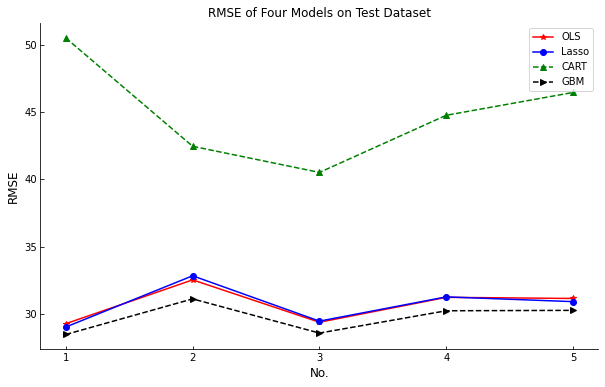 RMSE of Four Models on Test Dataset
OLS
Lasso
CART
GBM
RMSE
50
45
40
35
30
1 2 3 4 5
No.